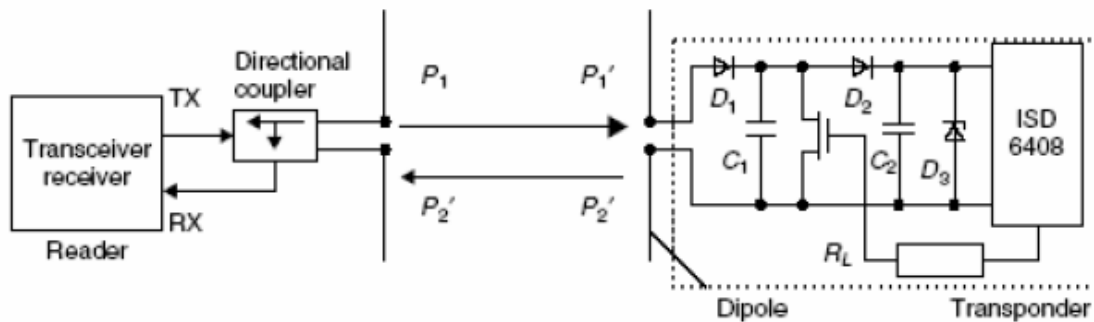 Directional
coupler
TX
Transceiver
receiver
RX
Reader
P₁
P₁′
P₂′
P₂′
D₁
C₁
D₂
C₂
D₃
ISD
6408
R_L
Dipole
Transponder